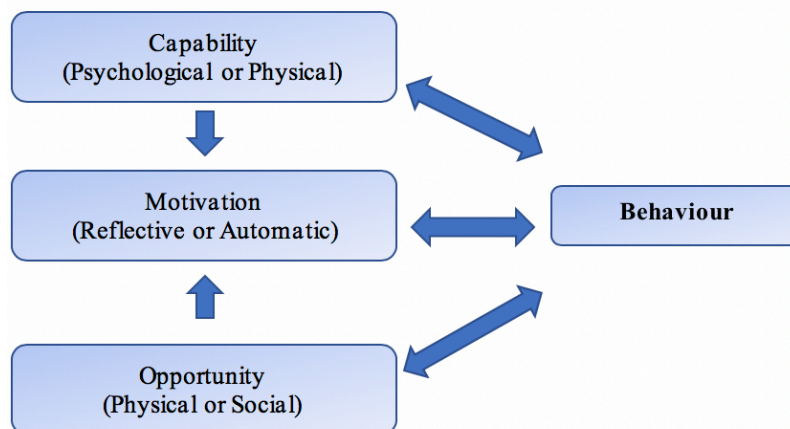 Capability
(Psychological or Physical)
Motivation
(Reflective or Automatic)
Behaviour
Opportunity
(Physical or Social)